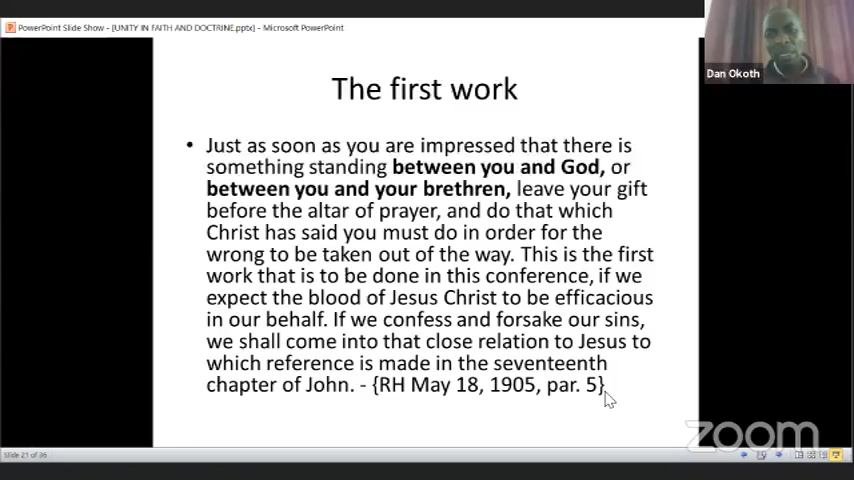 PowerPoint Slide Show - [UNITY IN FAITH AND DOCTRINE.pptx] - Microsoft PowerPoint
Dan Okoth
The first work
• Just as soon as you are impressed that there is
something standing between you and God, or
between you and your brethren, leave your gift
before the altar of prayer, and do that which
Christ has said you must do in order for the
wrong to be taken out of the way. This is the first
work that is to be done in this conference, if we
expect the blood of Jesus Christ to be efficacious
in our behalf. If we confess and forsake our sins,
we shall come into that close relation to Jesus to
which reference is made in the seventeenth
chapter of John. - {RH May 18, 1905, par. 5}
zoom
Slide 21 of 36